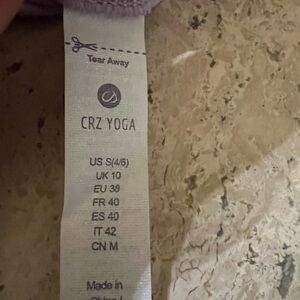 Tear Away
CRZ YOGA
US S(4/6)
UK 10
EU 38
FR 40
ES 40
IT 42
CN M
Made in
China /